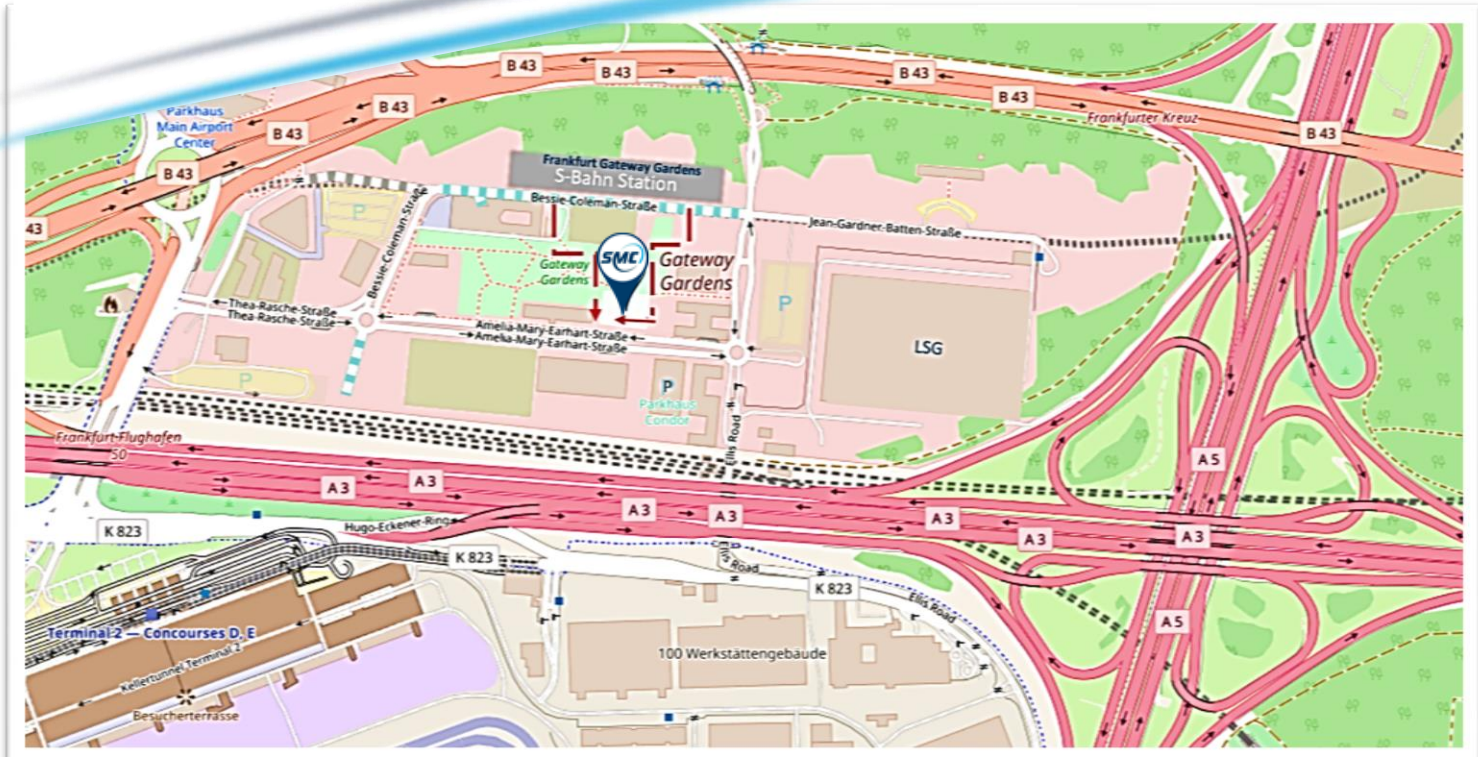 B 43
B 43
B 43
B 43
B 43
B 43
B 43
B 43
43
Frankfurter Kreuz
Parkhaus
Main Airport
Center
Frankfurt Gateway Gardens
S-Bahn Station
Bessie-Coleman-Straße
Bessie-Coleman-Straße
Jean-Gardner-Batten-Straße
P
P
P
P
SMC
Gateway
Gardens
Gateway
Gardens
Thea-Rasche-Straße
Thea-Rasche-Straße
Amelia-Mary-Earhart-Straße
Amelia-Mary-Earhart-Straße
LSG
Parkhaus
Condor
Ellis Road
Frankfurt-Flughafen
50
A 3
A 3
A 3
A 3
A 3
A 3
A 3
A 5
A 5
K 823
K 823
K 823
Hugo-Eckener-Ring
Ellis Road
Ellis Road
Terminal 2 — Concourses D, E
Kellertunnel Terminal 2
Besucherterrasse
100 Werkstättengebäude